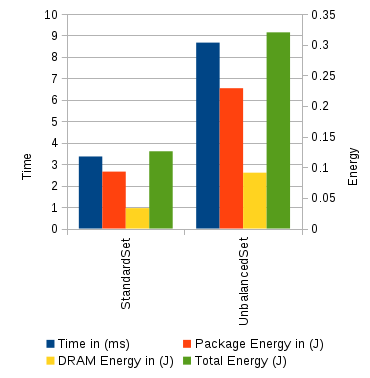 10
9
8
7
6
5
4
3
2
1
0
Time
0.35
0.3
0.25
0.2
0.15
0.1
0.05
0
Energy
StandardSet
UnbalancedSet
Time in (ms)
Package Energy in (J)
DRAM Energy in (J)
Total Energy (J)